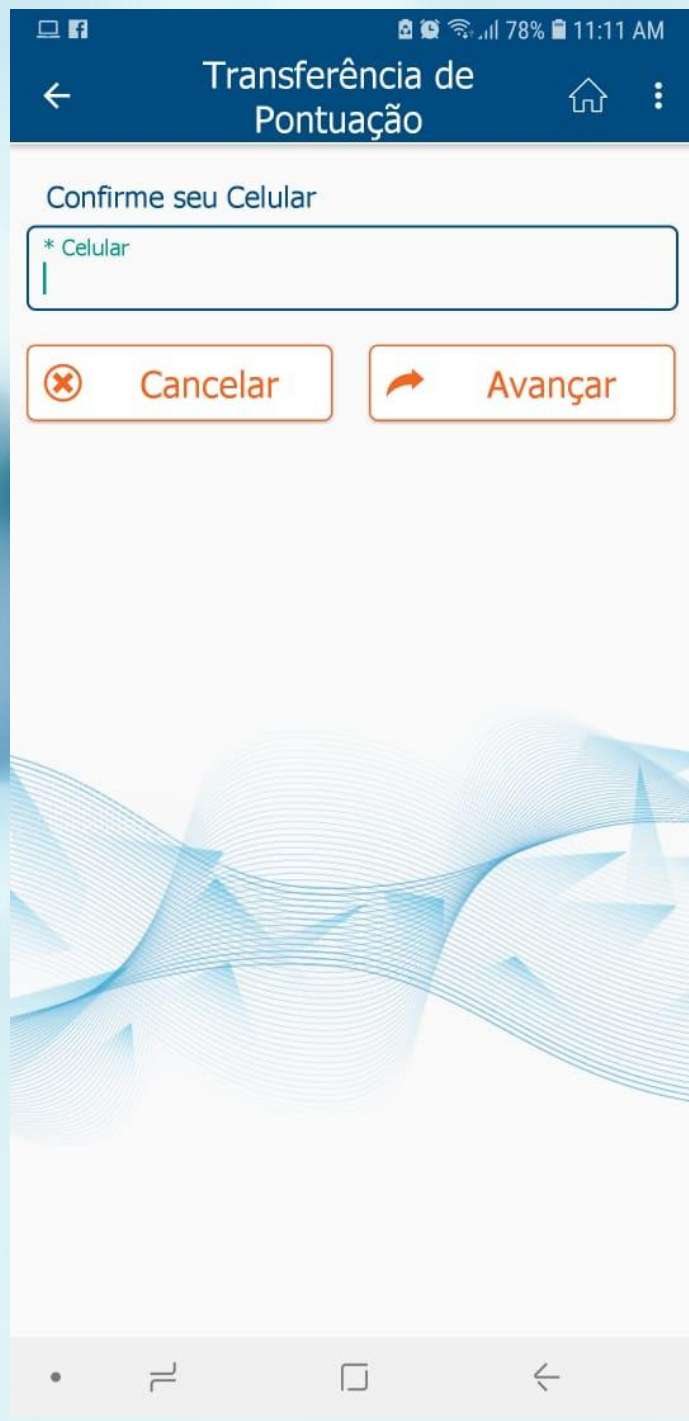 78% 11:11 AM
Transferência de
Pontuação
Confirme seu Celular
* Celular
Cancelar
Avançar